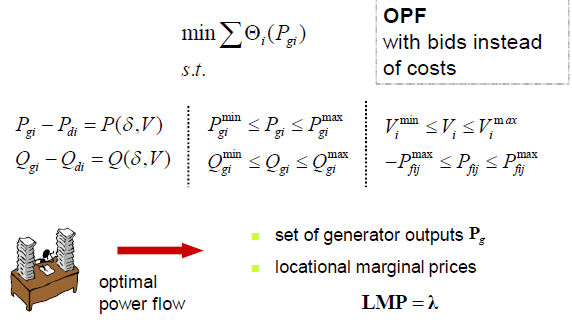 OPF
with bids instead
of costs
min ∑Θᵢ(P_gi)
s.t.
P_gi − P_di = P(δ,V)
Q_gi − Q_di = Q(δ,V)
P_gi^min ≤ P_gi ≤ P_gi^max
Q_gi^min ≤ Q_gi ≤ Q_gi^max
V_i^min ≤ V_i ≤ V_i^max
−P_fij^max ≤ P_fij ≤ P_fij^max
optimal
power flow
set of generator outputs P_g
locational marginal prices
LMP = λ